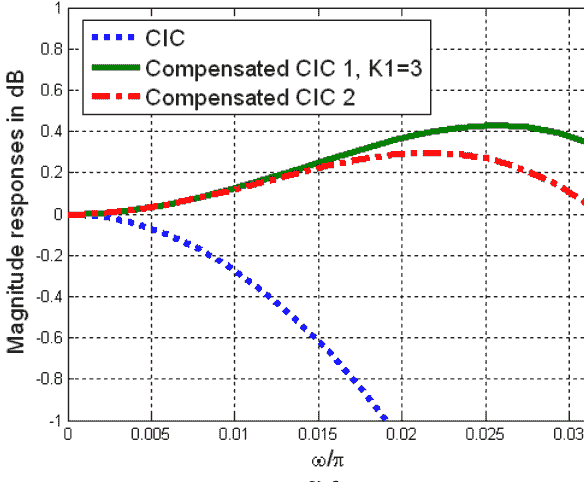 1
0.8
0.6
0.4
0.2
0
-0.2
-0.4
-0.6
-0.8
-1
Magnitude responses in dB
CIC
Compensated CIC 1, K1=3
Compensated CIC 2
0 0.005 0.01 0.015 0.02 0.025 0.03
ω/π